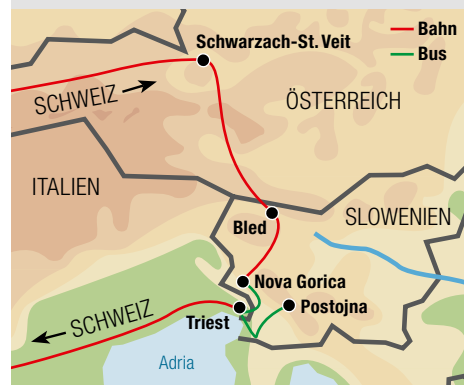 Bahn
Bus
Schwarzach-St. Veit
SCHWEIZ
ÖSTERREICH
ITALIEN
SLOWENIEN
Bled
Nova Gorica
Postojna
SCHWEIZ
Triest
Adria